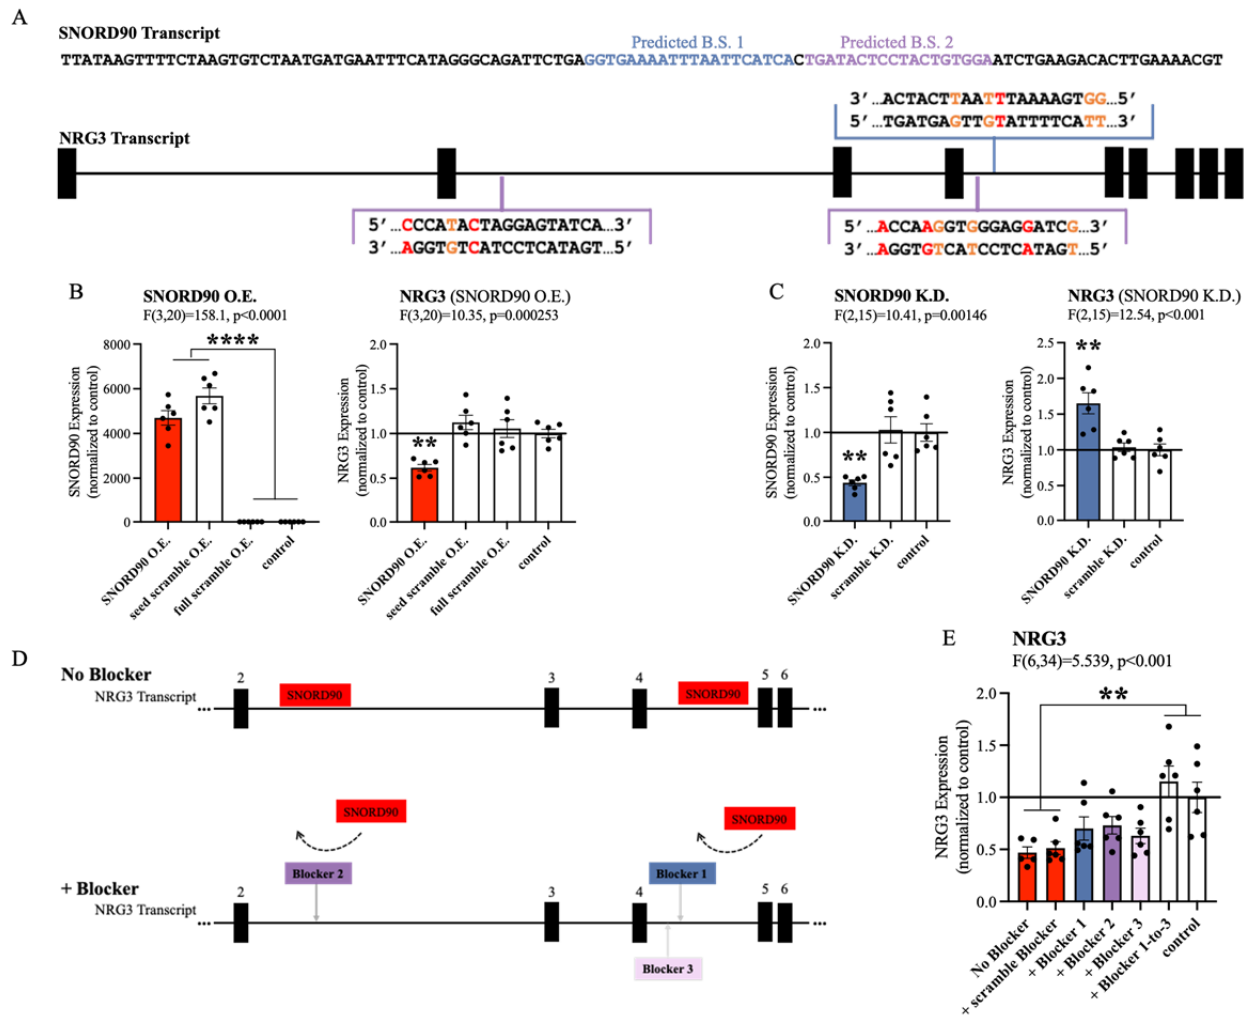 A
SNORD90 Transcript
Predicted B.S. 1
Predicted B.S. 2
TTATAAGTTTTCTAAGTGTCTAATGATGAATTTCATAGGGCAGATTCTGAGGTGAAAATTTAATTCATCACTGATACTCCTACTGTGGAATCTGAAGACACTTGAAAACGT
3’...ACTACTTAATTTAAAAGTGG...5’
5’...TGATGAGTTGTATTTTCATT...3’
NRG3 Transcript
5’...CCCATACTAGGAGTATCA...3’
3’...AGGTGTCATCCTCATAGT...5’
5’...ACCAAGGTGGGAGGATCG...3’
3’...AGGTGTCATCCTCATAGT...5’
B
SNORD90 O.E.
F(3,20)=158.1, p<0.0001
SNORD90 Expression
(normalized to control)
8000
6000
4000
2000
0
****
SNORD90 O.E.
seed scramble O.E.
full scramble O.E.
control
NRG3 (SNORD90 O.E.)
F(3,20)=10.35, p=0.000253
NRG3 Expression
(normalized to control)
2.0
1.5
1.0
0.5
0.0
**
SNORD90 O.E.
seed scramble O.E.
full scramble O.E.
control
C
SNORD90 K.D.
F(2,15)=10.41, p=0.00146
SNORD90 Expression
(normalized to control)
2.0
1.5
1.0
0.5
0.0
**
SNORD90 K.D.
scramble K.D.
control
NRG3 (SNORD90 K.D.)
F(2,15)=12.54, p<0.001
NRG3 Expression
(normalized to control)
2.5
2.0
1.5
1.0
0.5
0.0
**
SNORD90 K.D.
scramble K.D.
control
D
No Blocker
NRG3 Transcript
2
SNORD90
3
4
SNORD90
5 6
...
...
SNORD90
SNORD90
Blocker 2
Blocker 1
+ Blocker
NRG3 Transcript
2
3
4
5 6
...
...
Blocker 3
E
NRG3
F(6,34)=5.539, p<0.001
NRG3 Expression
(normalized to control)
2.0
1.5
1.0
0.5
0.0
**
No Blocker
+ scramble Blocker
+ Blocker 1
+ Blocker 2
+ Blocker 3
+ Blocker 1-to-3
control